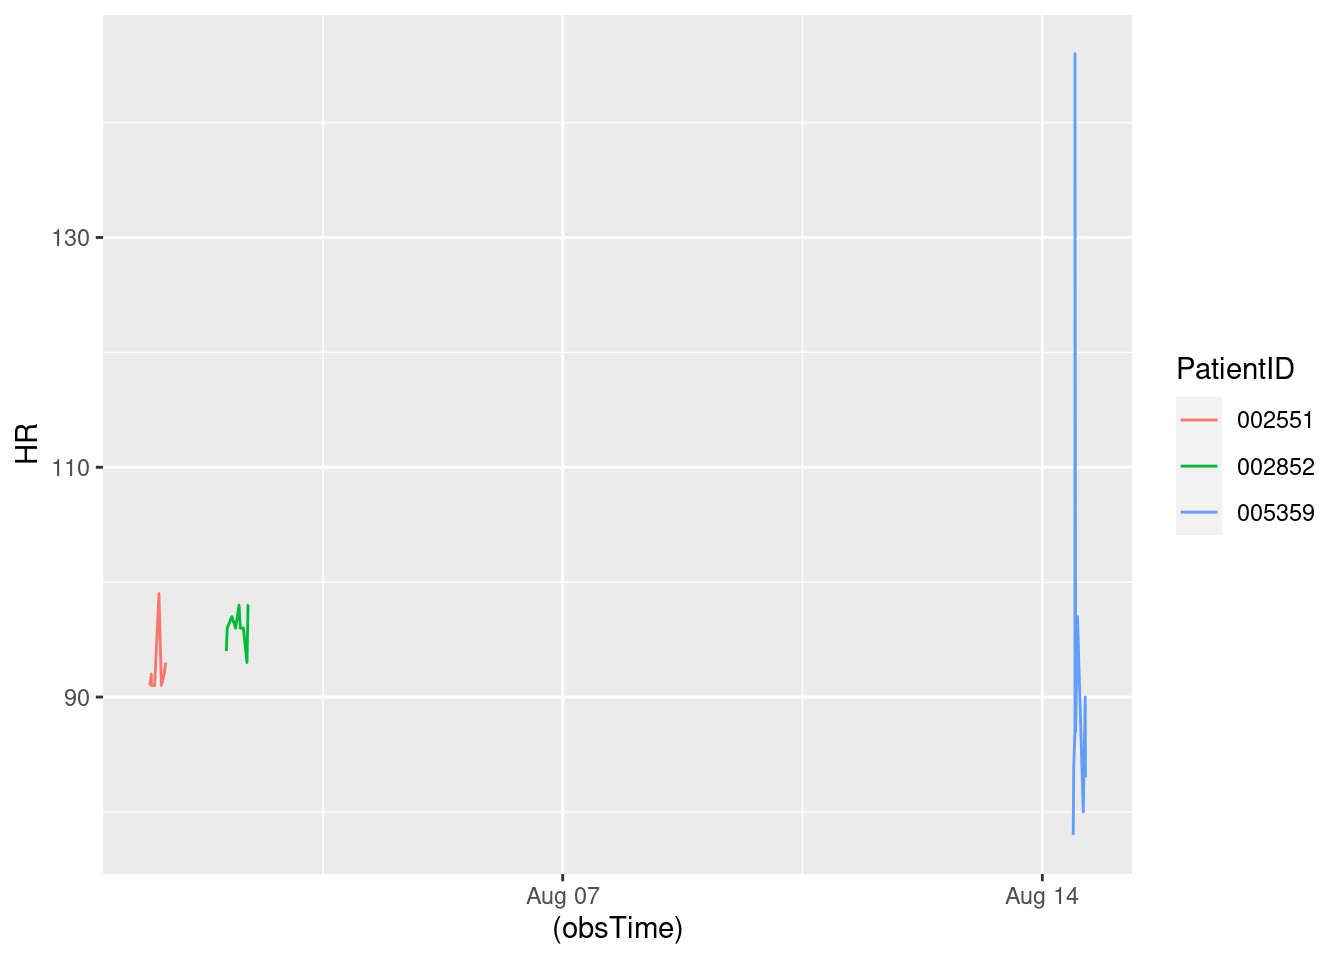 130
110
90
HR
Aug 07
Aug 14
(obsTime)
PatientID
002551
002852
005359